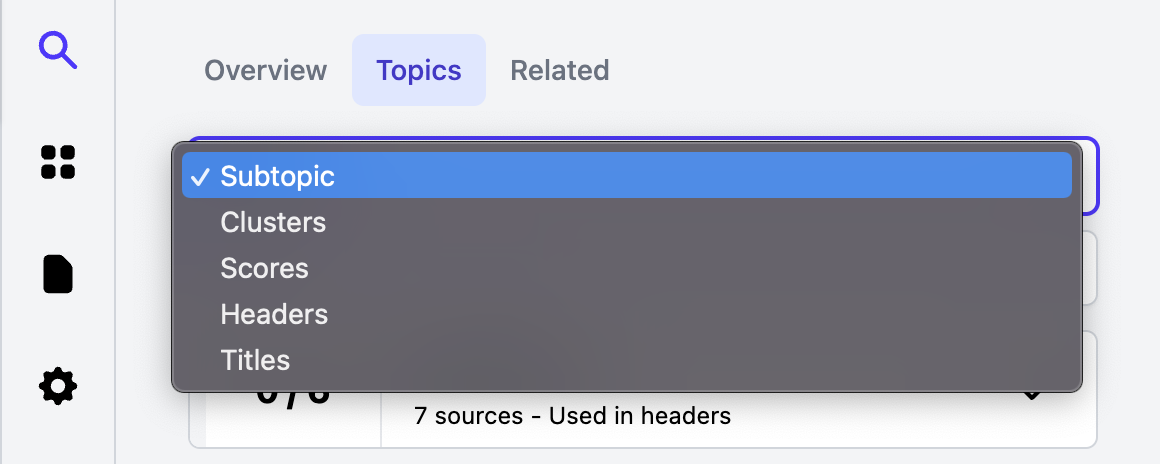 Overview Topics Related
✓ Subtopic
Clusters
Scores
Headers
Titles
7 sources - Used in headers